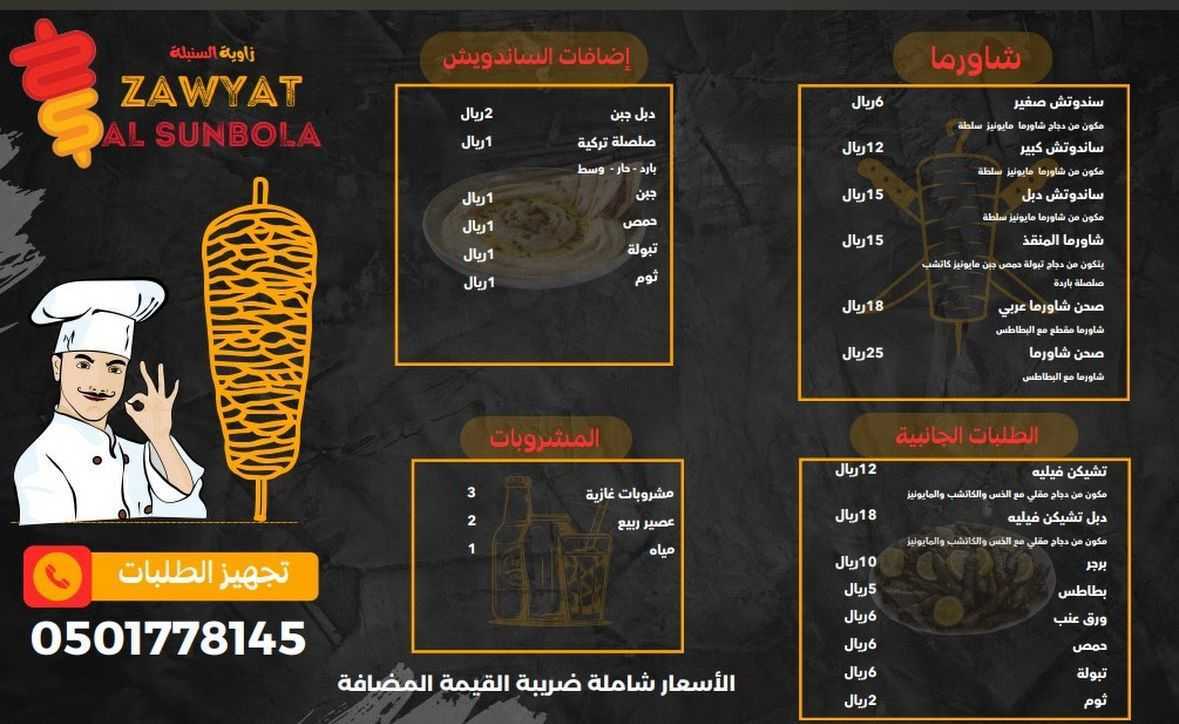 زاوية السنبلة
ZAWYAT
AL SUNBOLA
شاورما
سندوتش صغير 6ريال
مكون من دجاج شاورما مايونيز سلطة
ساندوتش كبير 12ريال
مكون من شاورما مايونيز سلطة
ساندوتش دبل 15ريال
مكون من شاورما مايونيز سلطة
شاورما المنقذ 15ريال
يتكون من دجاج تبولة حمص جبن مايونيز كاتشب
صلصلة باردة
صحن شاورما عربي 18ريال
شاورما مقطع مع البطاطس
صحن شاورما 25ريال
شاورما مع البطاطس
إضافات الساندويش
دبل جبن 2ريال
صلصلة تركية 1ريال
بارد - حار - وسط
جبن 1ريال
حمص 1ريال
تبولة 1ريال
ثوم 1ريال
الطلبات الجانبية
تشيكن فيليه 12ريال
مكون من دجاج مقلي مع الخس والكاتشب والمايونيز
دبل تشيكن فيليه 18ريال
مكون من دجاج مقلي مع الخس والكاتشب والمايونيز
برجر 10ريال
بطاطس 5ريال
ورق عنب 6ريال
حمص 6ريال
تبولة 6ريال
ثوم 2ريال
المشروبات
مشروبات غازية 3
عصير ربيع 2
مياه 1
تجهيز الطلبات
0501778145
الأسعار شاملة ضريبة القيمة المضافة